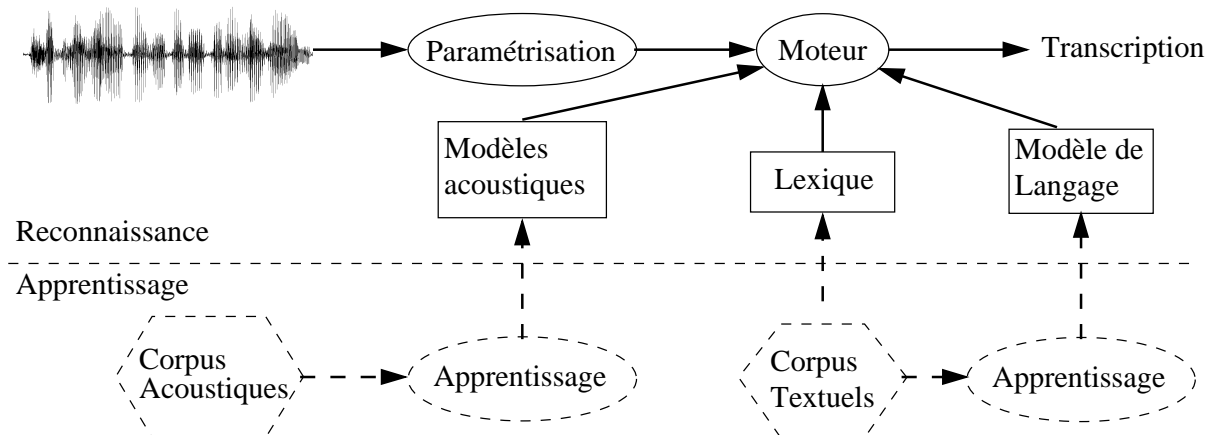 Paramétrisation
Moteur
Transcription
Modèles
acoustiques
Lexique
Modèle de
Langage
Reconnaissance
Apprentissage
Corpus
Acoustiques
Apprentissage
Corpus
Textuels
Apprentissage